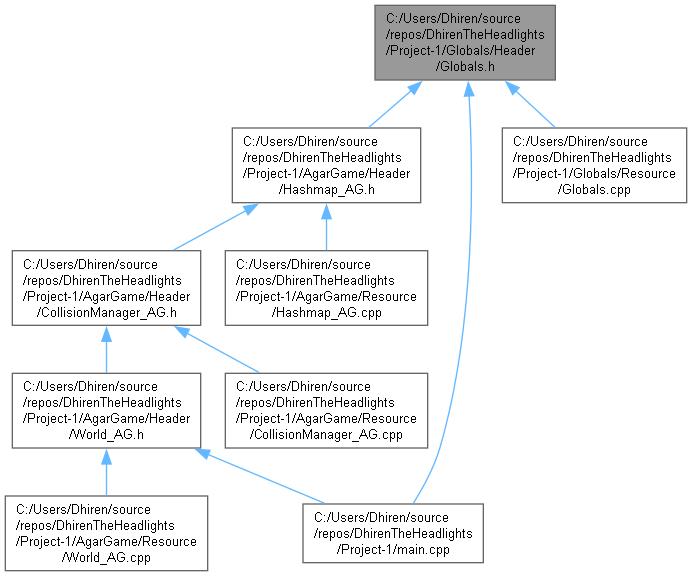 C:/Users/Dhiren/source
/repos/DhirenTheHeadlights
/Project-1/Globals/Header
/Globals.h
C:/Users/Dhiren/source
/repos/DhirenTheHeadlights
/Project-1/AgarGame/Header
/Hashmap_AG.h
C:/Users/Dhiren/source
/repos/DhirenTheHeadlights
/Project-1/Globals/Resource
/Globals.cpp
C:/Users/Dhiren/source
/repos/DhirenTheHeadlights
/Project-1/AgarGame/Header
/CollisionManager_AG.h
C:/Users/Dhiren/source
/repos/DhirenTheHeadlights
/Project-1/AgarGame/Resource
/Hashmap_AG.cpp
C:/Users/Dhiren/source
/repos/DhirenTheHeadlights
/Project-1/AgarGame/Header
/World_AG.h
C:/Users/Dhiren/source
/repos/DhirenTheHeadlights
/Project-1/AgarGame/Resource
/CollisionManager_AG.cpp
C:/Users/Dhiren/source
/repos/DhirenTheHeadlights
/Project-1/AgarGame/Resource
/World_AG.cpp
C:/Users/Dhiren/source
/repos/DhirenTheHeadlights
/Project-1/main.cpp